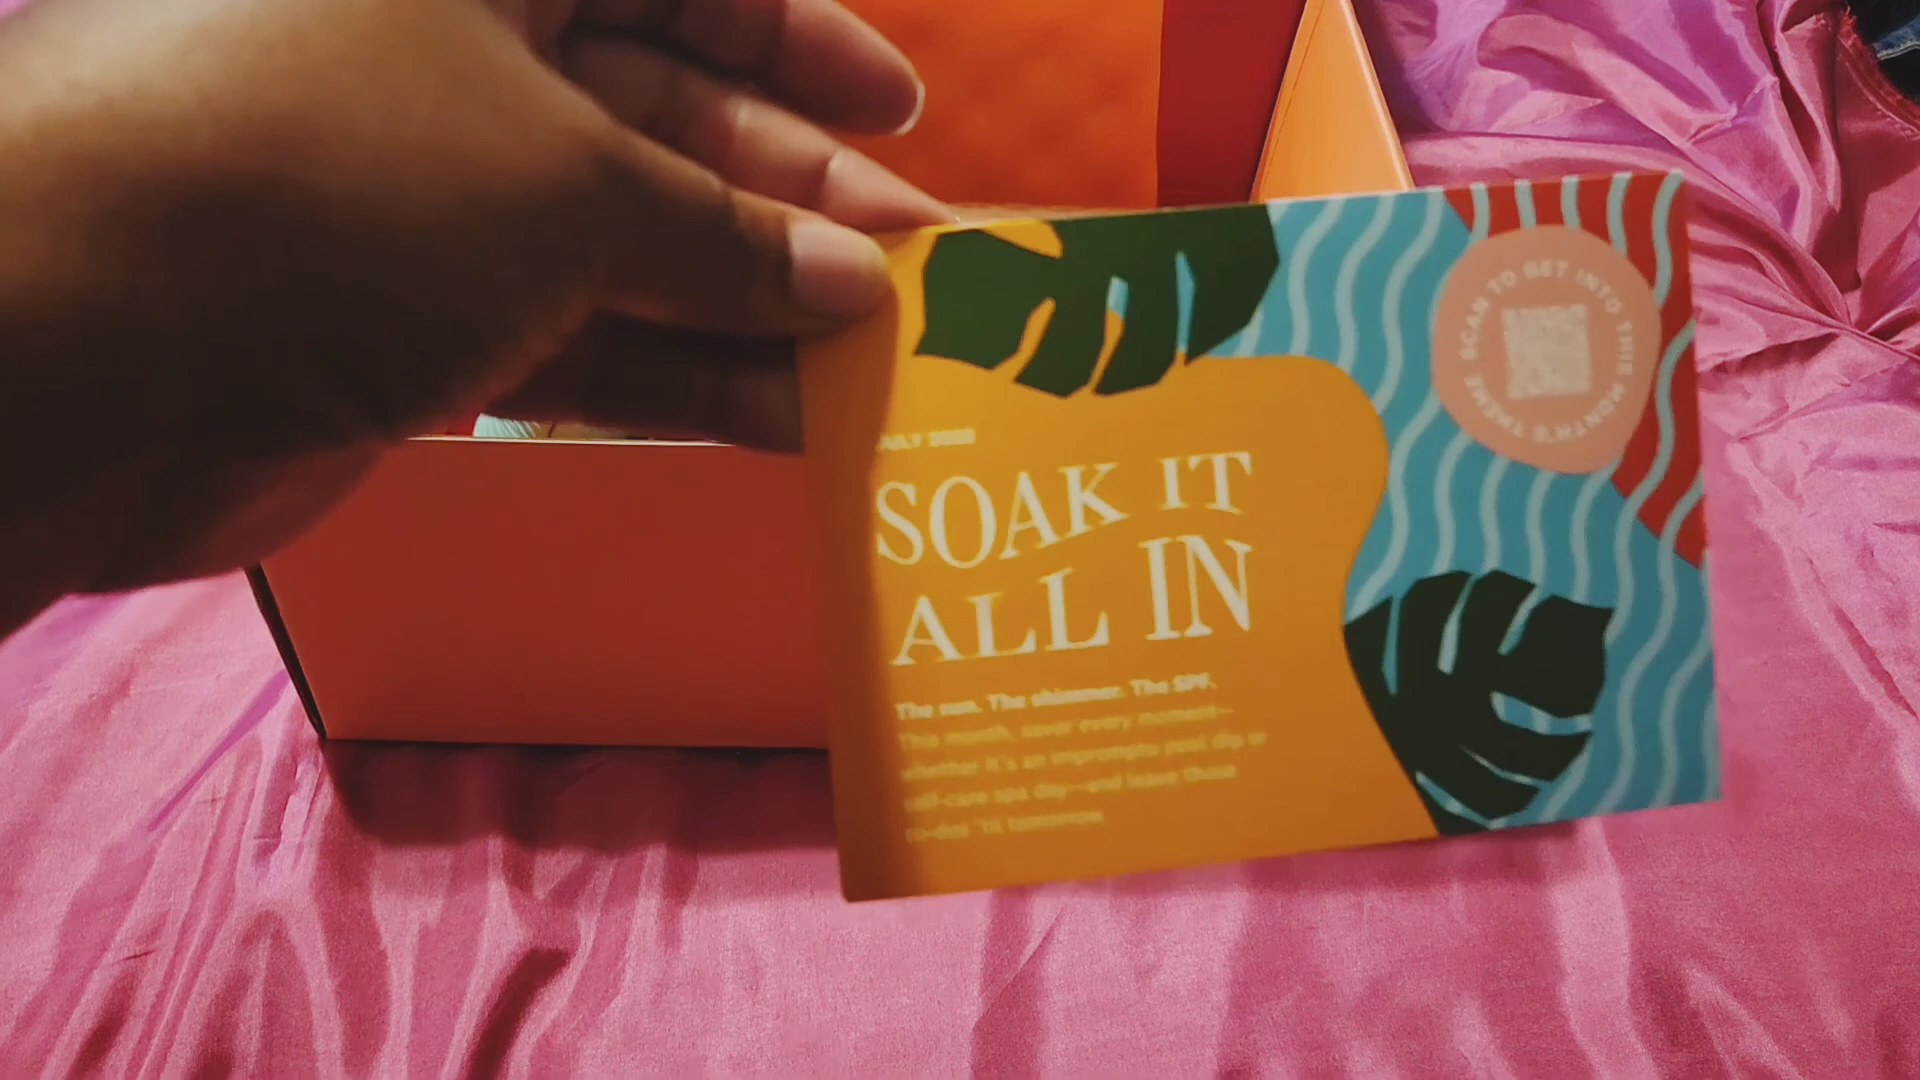 JULY 2022
SOAK IT
ALL IN
The sun. The shimmer. The SPF.
This month, savor every moment—
whether it's an impromptu pool dip or
self-care spa day—and leave those
to-dos 'til tomorrow.
SCAN TO GET INTO THIS MONTH'S THEME